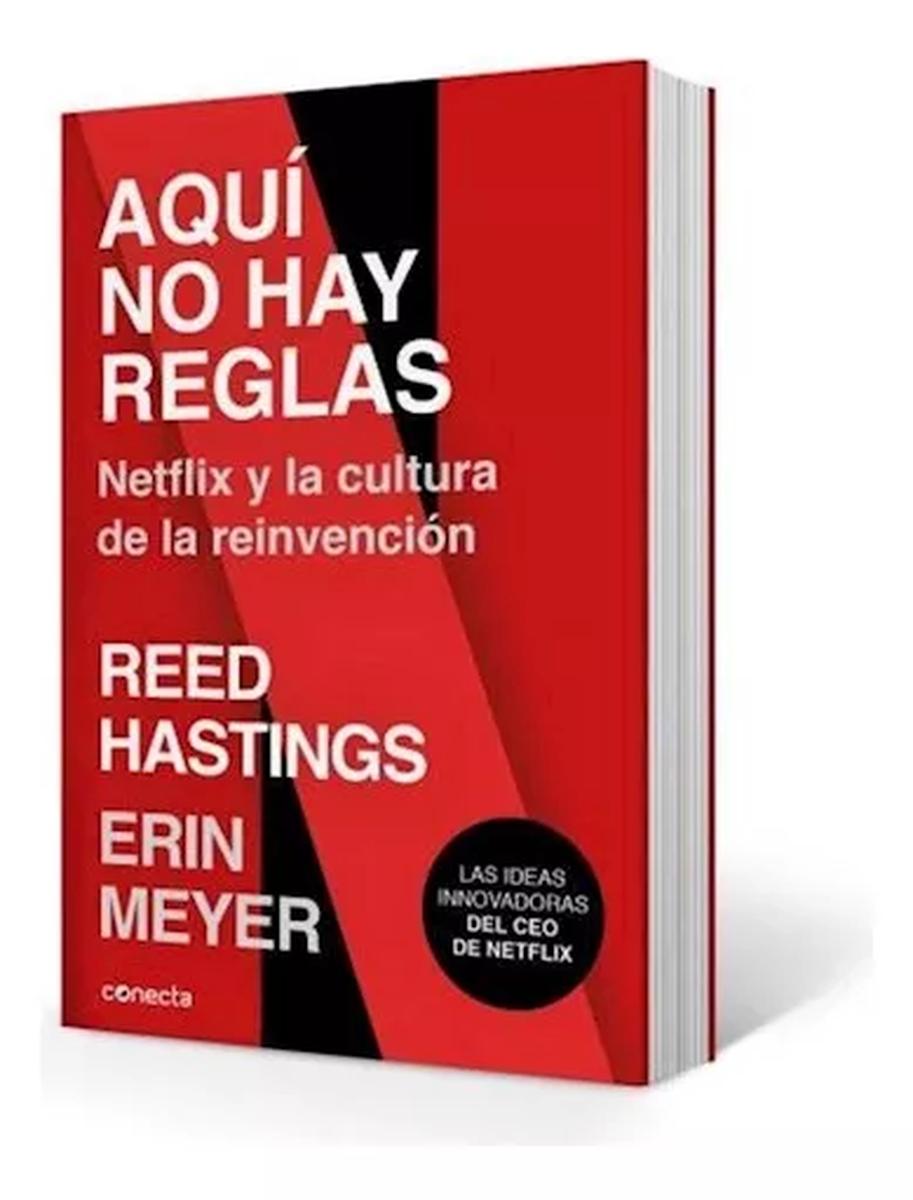 AQUÍ
NO HAY
REGLAS
Netflix y la cultura
de la reinvención
REED
HASTINGS
ERIN
MEYER
LAS IDEAS
INNOVADORAS
DEL CEO
DE NETFLIX
conecta